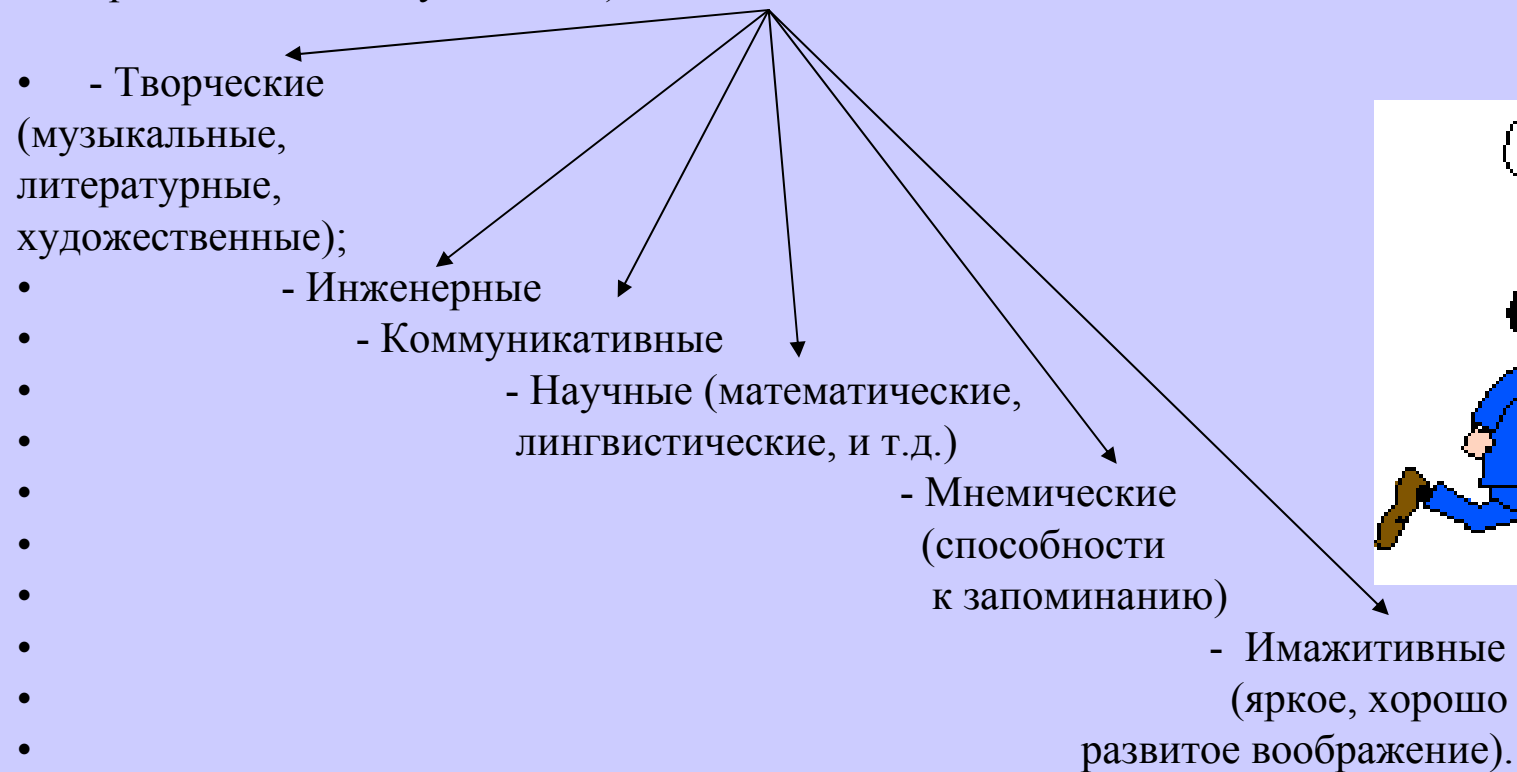 • - Творческие
(музыкальные,
литературные,
художественные);
• - Инженерные
• - Коммуникативные
• - Научные (математические,
• лингвистические, и т.д.)
• - Мнемические
• (способности
• к запоминанию)
• - Имажитивные
• (яркое, хорошо
• развитое воображение).